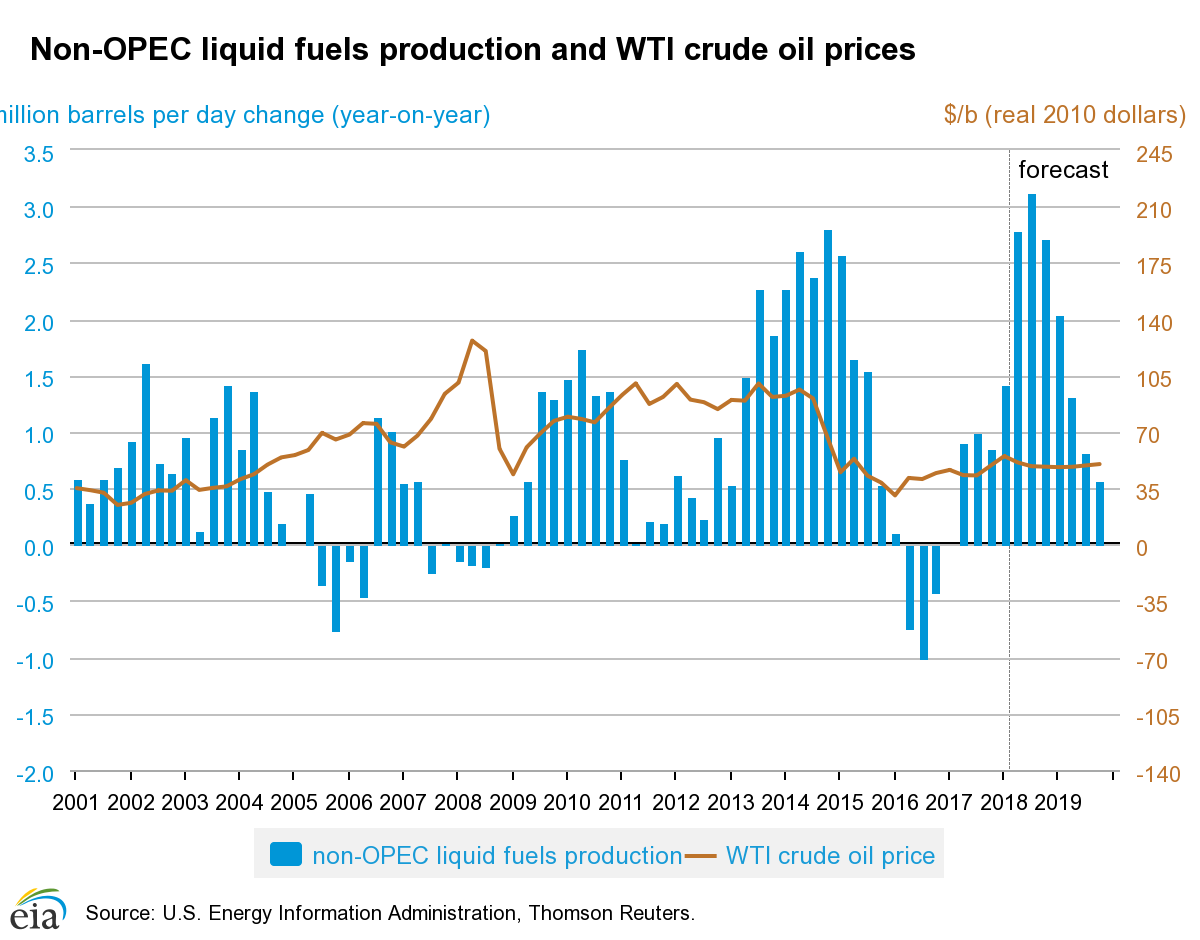 Non-OPEC liquid fuels production and WTI crude oil prices
million barrels per day change (year-on-year) $/b (real 2010 dollars)
3.5 245
forecast
3.0 210
2.5 175
2.0 140
1.5 105
1.0 70
0.5 35
0.0 0
-0.5 -35
-1.0 -70
-1.5 -105
-2.0 -140
2001 2002 2003 2004 2005 2006 2007 2008 2009 2010 2011 2012 2013 2014 2015 2016 2017 2018 2019
non-OPEC liquid fuels production WTI crude oil price
eia Source: U.S. Energy Information Administration, Thomson Reuters.